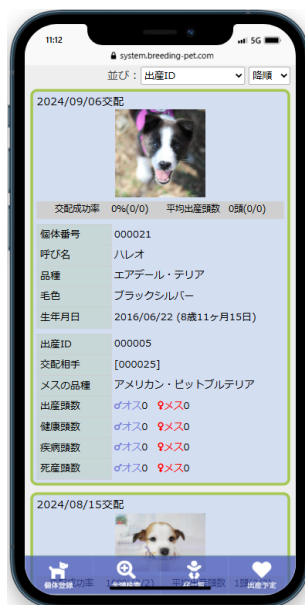 11:12
5G
system.breeding-pet.com
並び： 出産ID 降順
2024/09/06交配
交配成功率 0%(0/0) 平均出産頭数 0頭(0/0)
個体番号 000021
呼び名 ハレオ
品種 エアデール・テリア
毛色 ブラックシルバー
生年月日 2016/06/22 (8歳11ヶ月15日)
出産ID 000005
交配相手 [000025]
メスの品種 アメリカン・ピットブルテリア
出産頭数 ♂オス0 ♀メス0
健康頭数 ♂オス0 ♀メス0
疾病頭数 ♂オス0 ♀メス0
死産頭数 ♂オス0 ♀メス0
2024/08/15交配
個体登録
出産予定